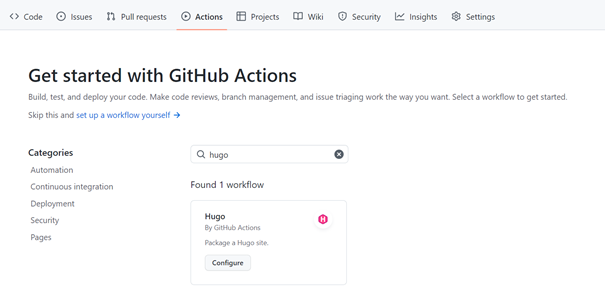 Code Issues Pull requests Actions Projects Wiki Security Insights Settings
Get started with GitHub Actions
Build, test, and deploy your code. Make code reviews, branch management, and issue triaging work the way you want. Select a workflow to get started.
Skip this and set up a workflow yourself →
Categories
Automation
Continuous integration
Deployment
Security
Pages
hugo
Found 1 workflow
Hugo
By GitHub Actions
Package a Hugo site.
Configure